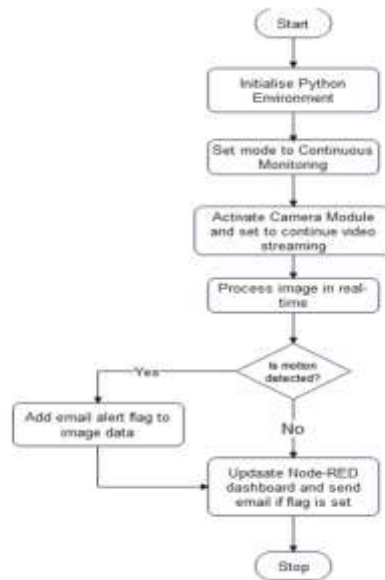 Start
Initialise Python
Environment
Set mode to Continuous
Monitoring
Activate Camera Module
and set to continue video
streaming
Process image in real-
time
Is motion
detected?
Yes
Add email alert flag to
image data
No
Updaate Node-RED
dashboard and send
email if flag is set
Stop